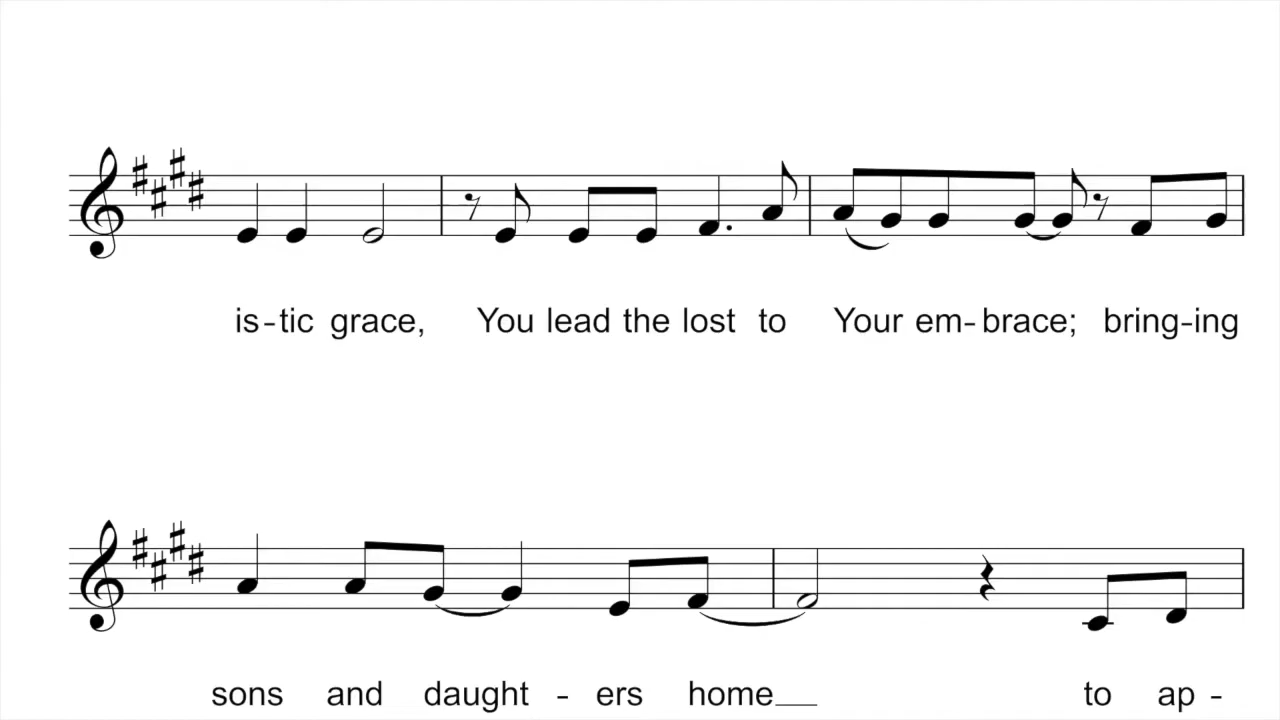 is-tic grace, You lead the lost to Your em-brace; bring-ing
sons and daught - ers home__ to ap -